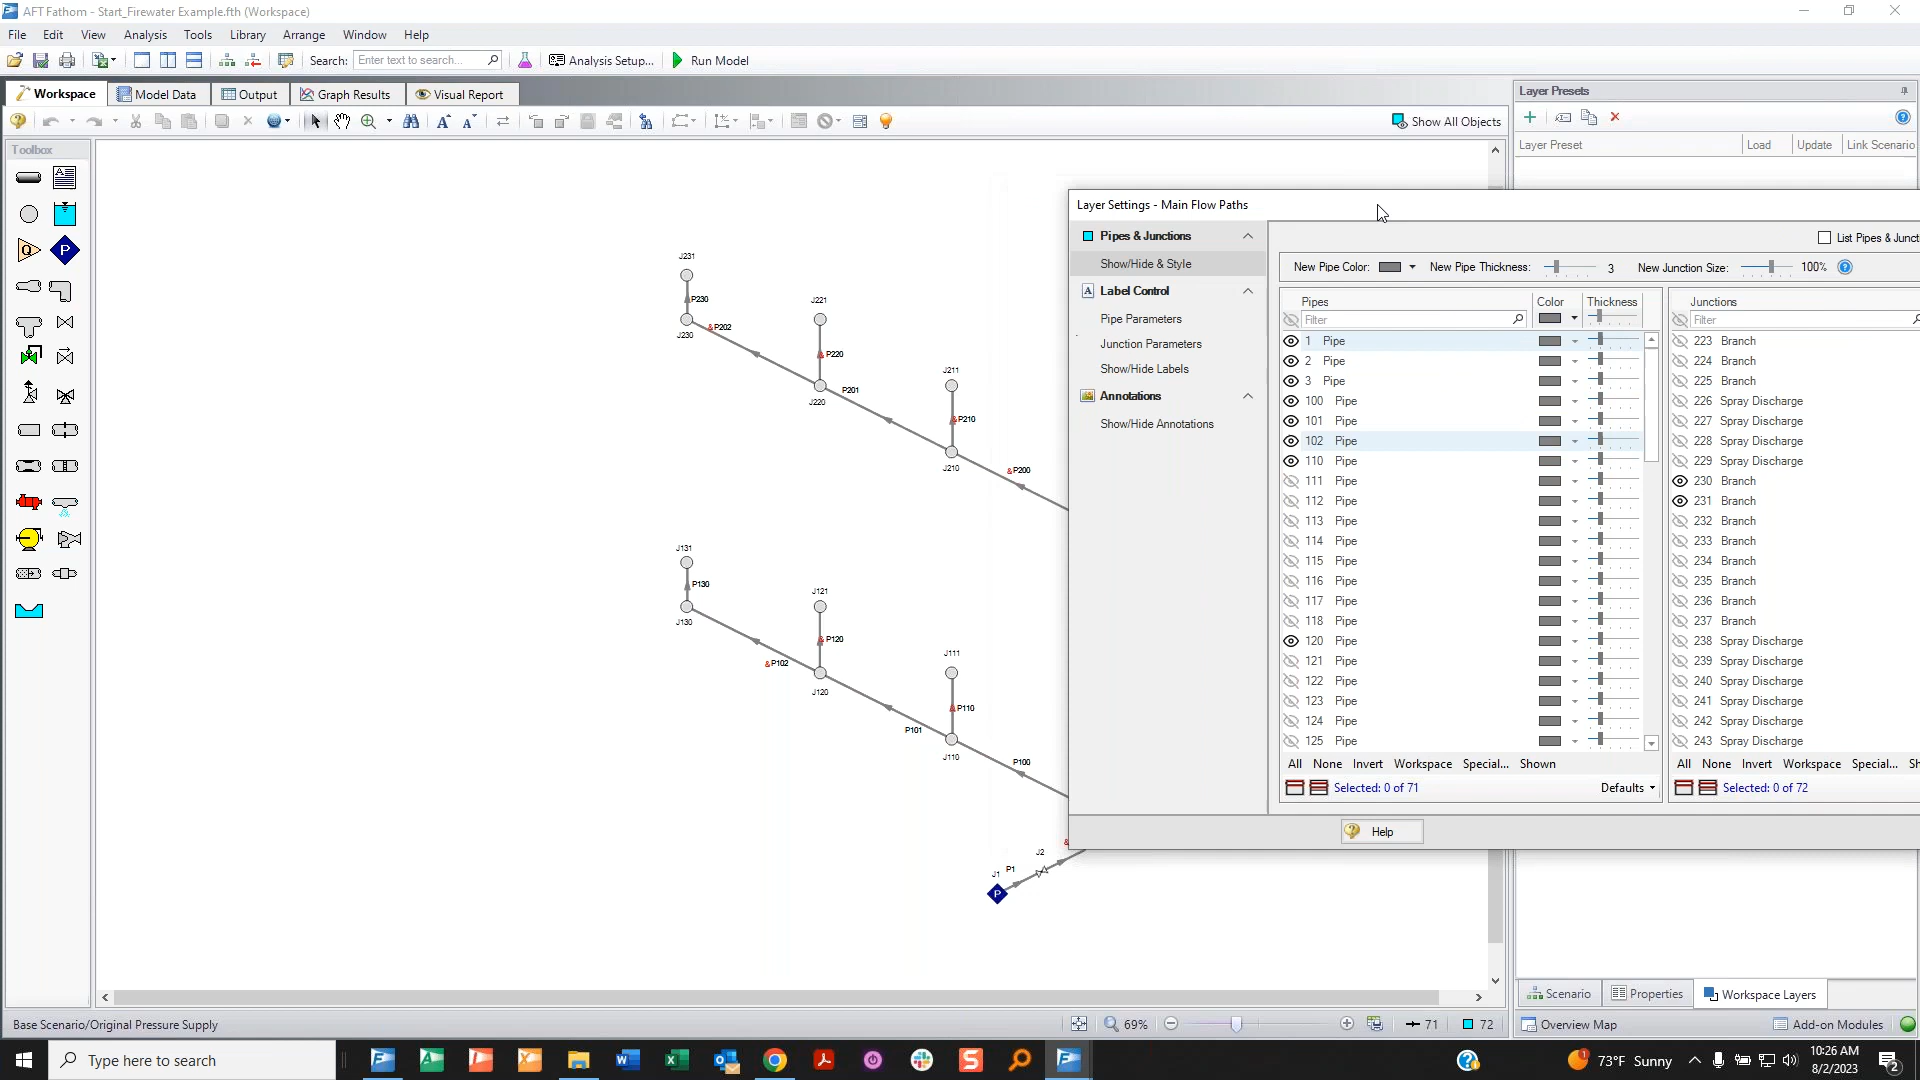 AFT Fathom - Start_Firewater Example.fth (Workspace)
File Edit View Analysis Tools Library Arrange Window Help
Search: Enter text to search... Analysis Setup... Run Model
Workspace Model Data Output Graph Results Visual Report
Show All Objects
Toolbox
Layer Presets
Layer Preset Load Update Link Scenario
J231
P230
J230
&P202
J221
P220
J220
P201
J211
P210
J210
&P200
J131
P130
J130
J121
P120
&P102
J120
J111
P110
P101
J110
P100
J2
J1
P1
P
Layer Settings - Main Flow Paths
Pipes & Junctions
Show/Hide & Style
A Label Control
Pipe Parameters
Junction Parameters
Show/Hide Labels
Annotations
Show/Hide Annotations
List Pipes & Juncti
New Pipe Color: New Pipe Thickness: 3 New Junction Size: 100%
Pipes Color Thickness Junctions
Filter Filter
1 Pipe 223 Branch
2 Pipe 224 Branch
3 Pipe 225 Branch
100 Pipe 226 Spray Discharge
101 Pipe 227 Spray Discharge
102 Pipe 228 Spray Discharge
110 Pipe 229 Spray Discharge
111 Pipe 230 Branch
112 Pipe 231 Branch
113 Pipe 232 Branch
114 Pipe 233 Branch
115 Pipe 234 Branch
116 Pipe 235 Branch
117 Pipe 236 Branch
118 Pipe 237 Branch
120 Pipe 238 Spray Discharge
121 Pipe 239 Spray Discharge
122 Pipe 240 Spray Discharge
123 Pipe 241 Spray Discharge
124 Pipe 242 Spray Discharge
125 Pipe 243 Spray Discharge
All None Invert Workspace Special... Shown All None Invert Workspace Special... Sh
Selected: 0 of 71 Defaults Selected: 0 of 72
Help
Scenario Properties Workspace Layers
Base Scenario/Original Pressure Supply 69% 71 72 Overview Map Add-on Modules
Type here to search 73°F Sunny 10:26 AM
8/2/2023
2